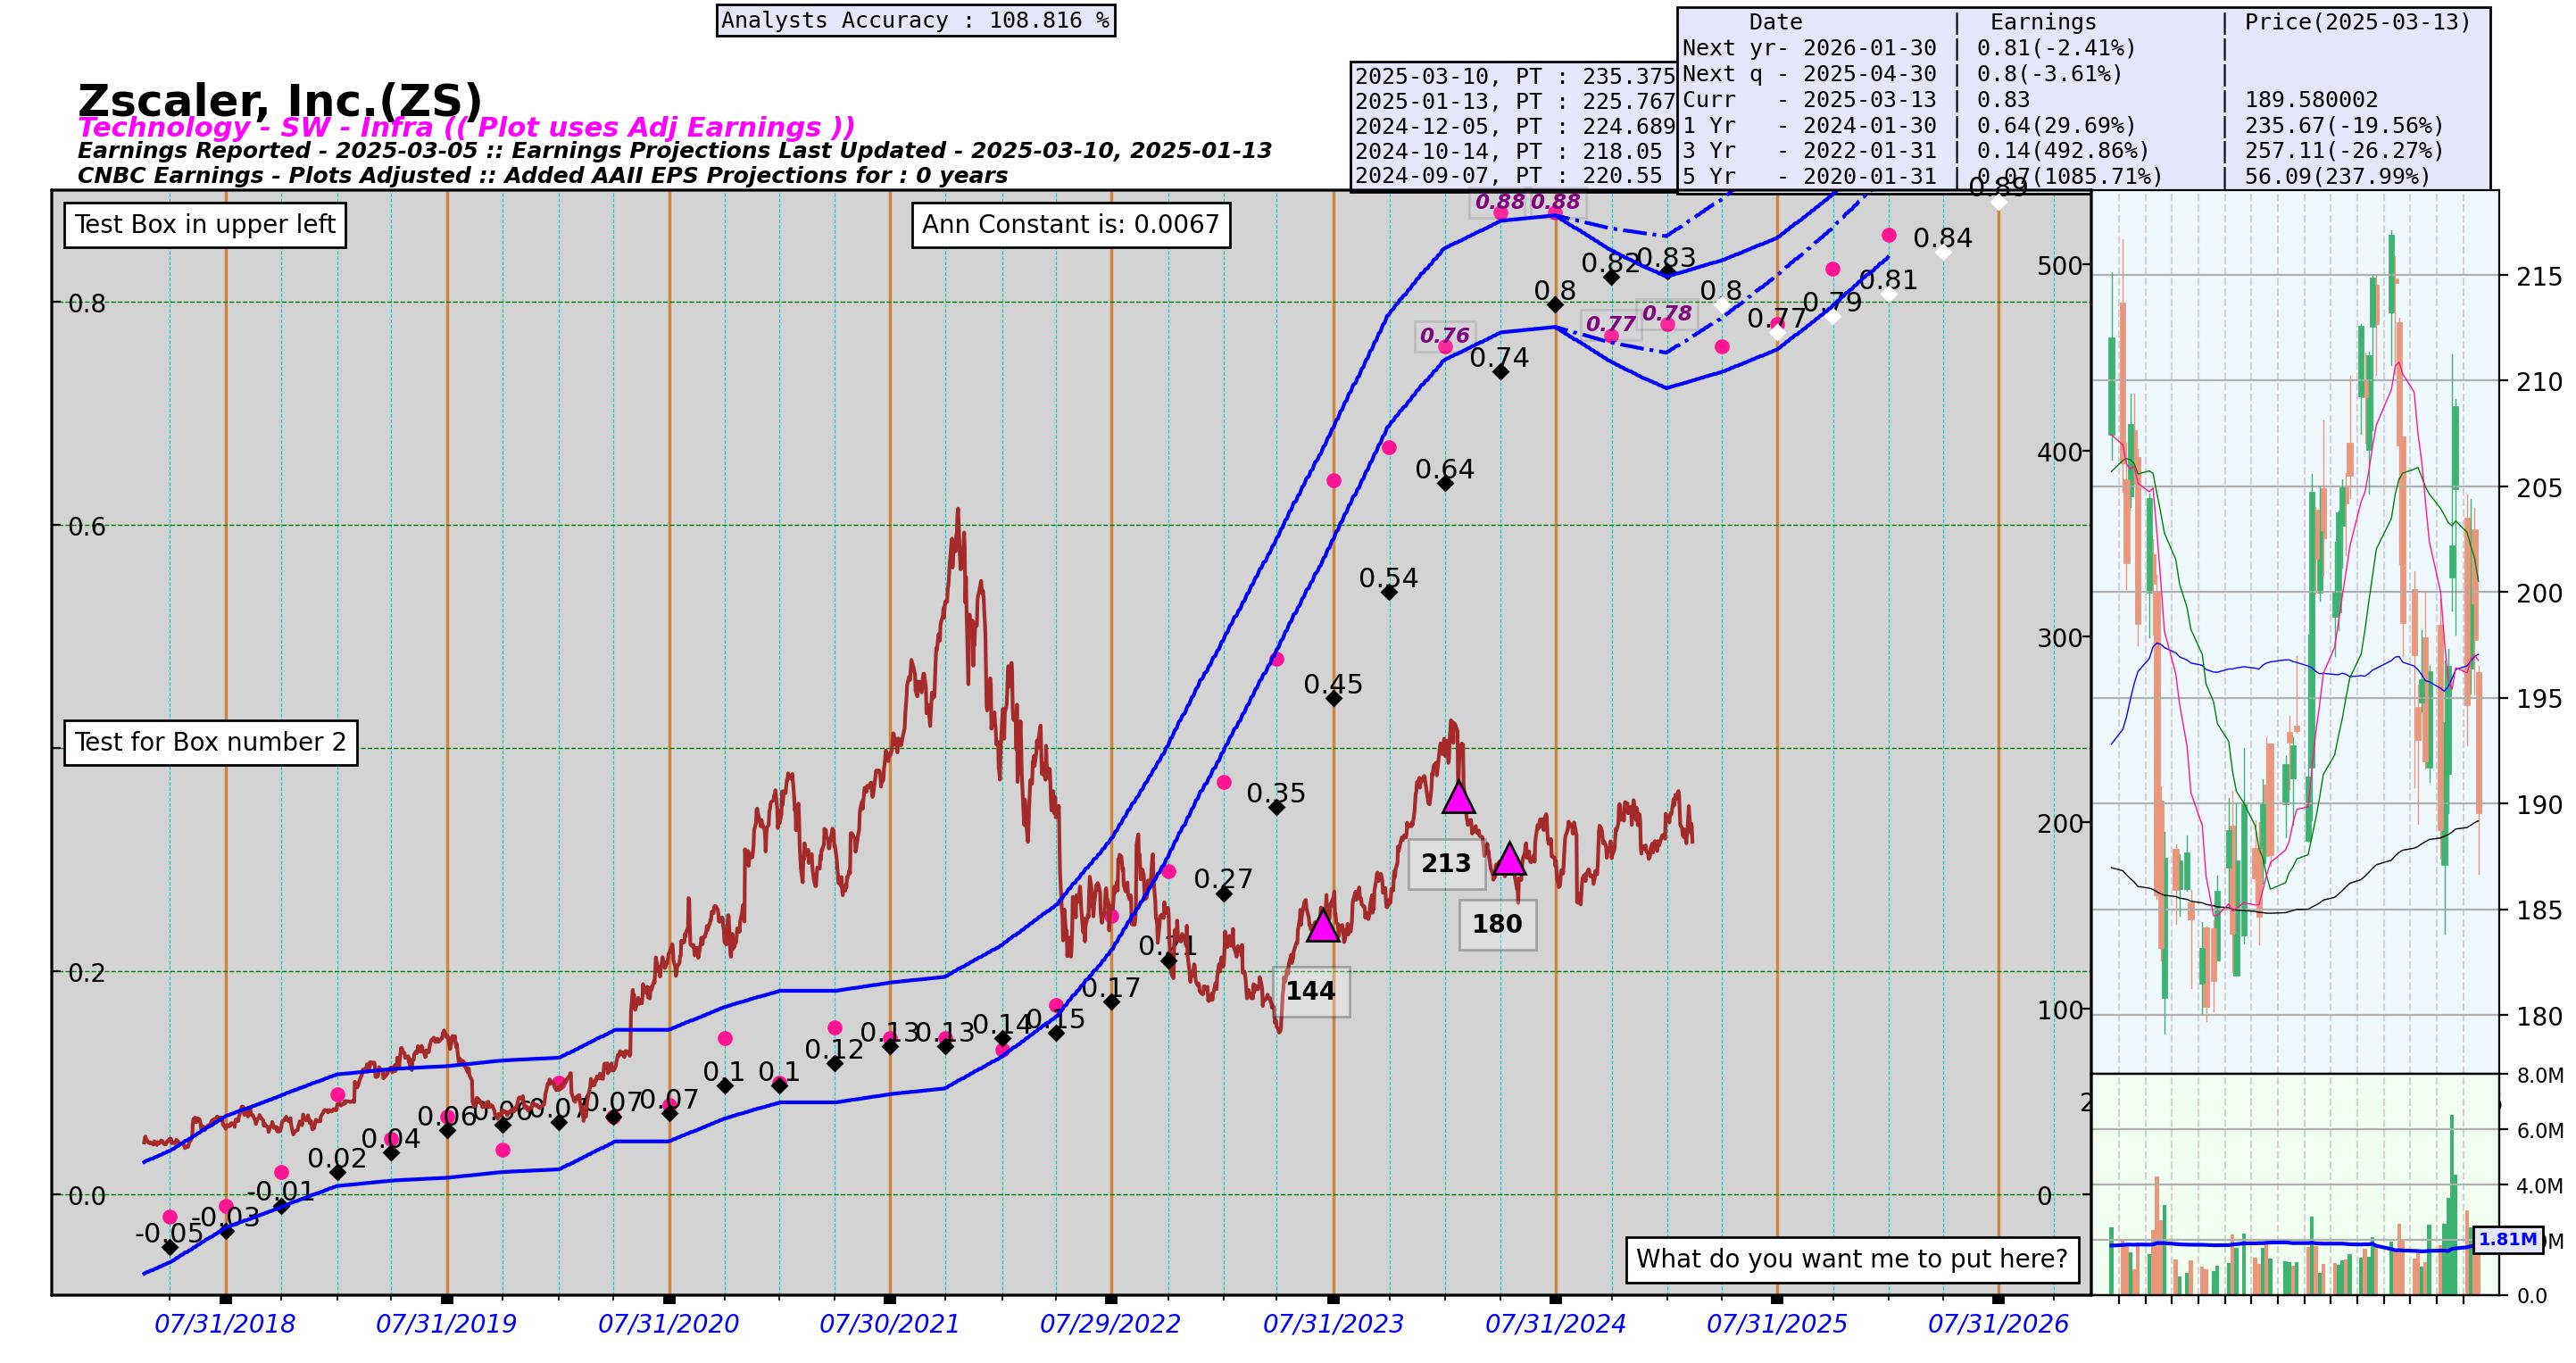 Analysts Accuracy : 108.816 %
Date | Earnings | Price(2025-03-13)
Next yr- 2026-01-30 | 0.81(-2.41%) |
Next q - 2025-04-30 | 0.8(-3.61%) |
Curr - 2025-03-13 | 0.83 | 189.580002
1 Yr - 2024-01-30 | 0.64(29.69%) | 235.67(-19.56%)
3 Yr - 2022-01-31 | 0.14(492.86%) | 257.11(-26.27%)
5 Yr - 2020-01-31 | 0.07(1085.71%) | 56.09(237.99%)
2025-03-10, PT : 235.375
2025-01-13, PT : 225.767
2024-12-05, PT : 224.689
2024-10-14, PT : 218.05
2024-09-07, PT : 220.55
Zscaler, Inc.(ZS)
Technology - SW - Infra (( Plot uses Adj Earnings ))
Earnings Reported - 2025-03-05 :: Earnings Projections Last Updated - 2025-03-10, 2025-01-13
CNBC Earnings - Plots Adjusted :: Added AAII EPS Projections for : 0 years
Test Box in upper left
Ann Constant is: 0.0067
Test for Box number 2
What do you want me to put here?
0.8
0.6
0.2
0.0
-0.05
-0.03
-0.01
0.02
0.04
0.06
0.06
0.07
0.07
0.07
0.1
0.1
0.12
0.13
0.13
0.14
0.15
0.17
0.21
0.27
0.35
0.45
0.54
0.64
0.74
0.8
0.82
0.83
0.8
0.77
0.79
0.81
0.84
0.89
0.76
0.88
0.88
0.77
0.78
144
213
180
500
400
300
200
100
0
215
210
205
200
195
190
185
180
8.0M
6.0M
4.0M
1.81M
0.0
07/31/2018
07/31/2019
07/31/2020
07/30/2021
07/29/2022
07/31/2023
07/31/2024
07/31/2025
07/31/2026